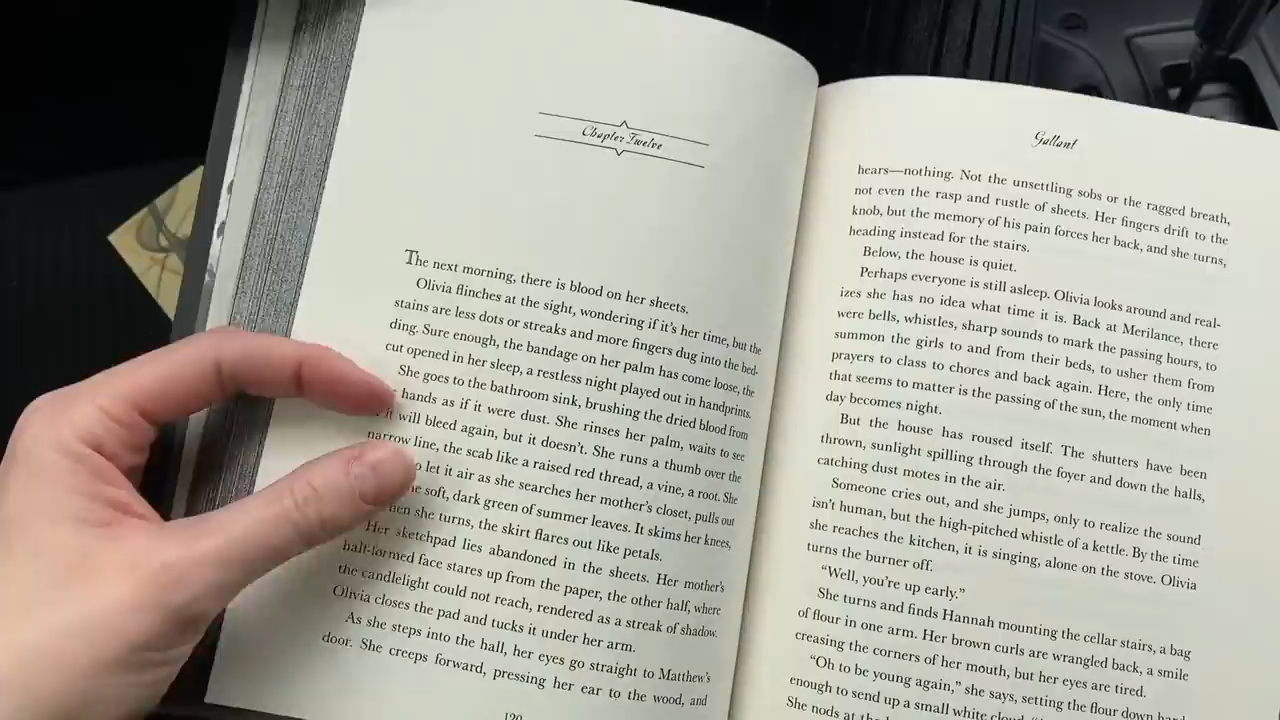 Chapter Twelve
The next morning, there is blood on her sheets.
Olivia flinches at the sight, wondering if it's her time, but the
stains are less dots or streaks and more fingers dug into the bed-
ding. Sure enough, the bandage on her palm has come loose, the
cut opened in her sleep, a restless night played out in handprints.
She goes to the bathroom sink, brushing the dried blood from
hands as if it were dust. She rinses her palm, waits to see
it will bleed again, but it doesn't. She runs a thumb over the
narrow line, the scab like a raised red thread, a vine, a root. She
let it air as she searches her mother's closet, pulls out
soft, dark green of summer leaves. It skims her knees,
she turns, the skirt flares out like petals.
Her sketchpad lies abandoned in the sheets. Her mother's
half-formed face stares up from the paper, the other half, where
the candlelight could not reach, rendered as a streak of shadow.
Olivia closes the pad and tucks it under her arm.
As she steps into the hall, her eyes go straight to Matthew's
door. She creeps forward, pressing her ear to the wood, and
120
Gallant
hears—nothing. Not the unsettling sobs or the ragged breath,
not even the rasp and rustle of sheets. Her fingers drift to the
knob, but the memory of his pain forces her back, and she turns,
heading instead for the stairs.
Below, the house is quiet.
Perhaps everyone is still asleep. Olivia looks around and real-
izes she has no idea what time it is. Back at Merilance, there
were bells, whistles, sharp sounds to mark the passing hours, to
summon the girls to and from their beds, to usher them from
prayers to class to chores and back again. Here, the only time
that seems to matter is the passing of the sun, the moment when
day becomes night.
But the house has roused itself. The shutters have been
thrown, sunlight spilling through the foyer and down the halls,
catching dust motes in the air.
Someone cries out, and she jumps, only to realize the sound
isn't human, but the high-pitched whistle of a kettle. By the time
she reaches the kitchen, it is singing, alone on the stove. Olivia
turns the burner off.
"Well, you're up early."
She turns and finds Hannah mounting the cellar stairs, a bag
of flour in one arm. Her brown curls are wrangled back, a smile
creasing the corners of her mouth, but her eyes are tired.
"Oh to be young again," she says, setting the flour down hard
enough to send up a small white cloud.
She nods at the